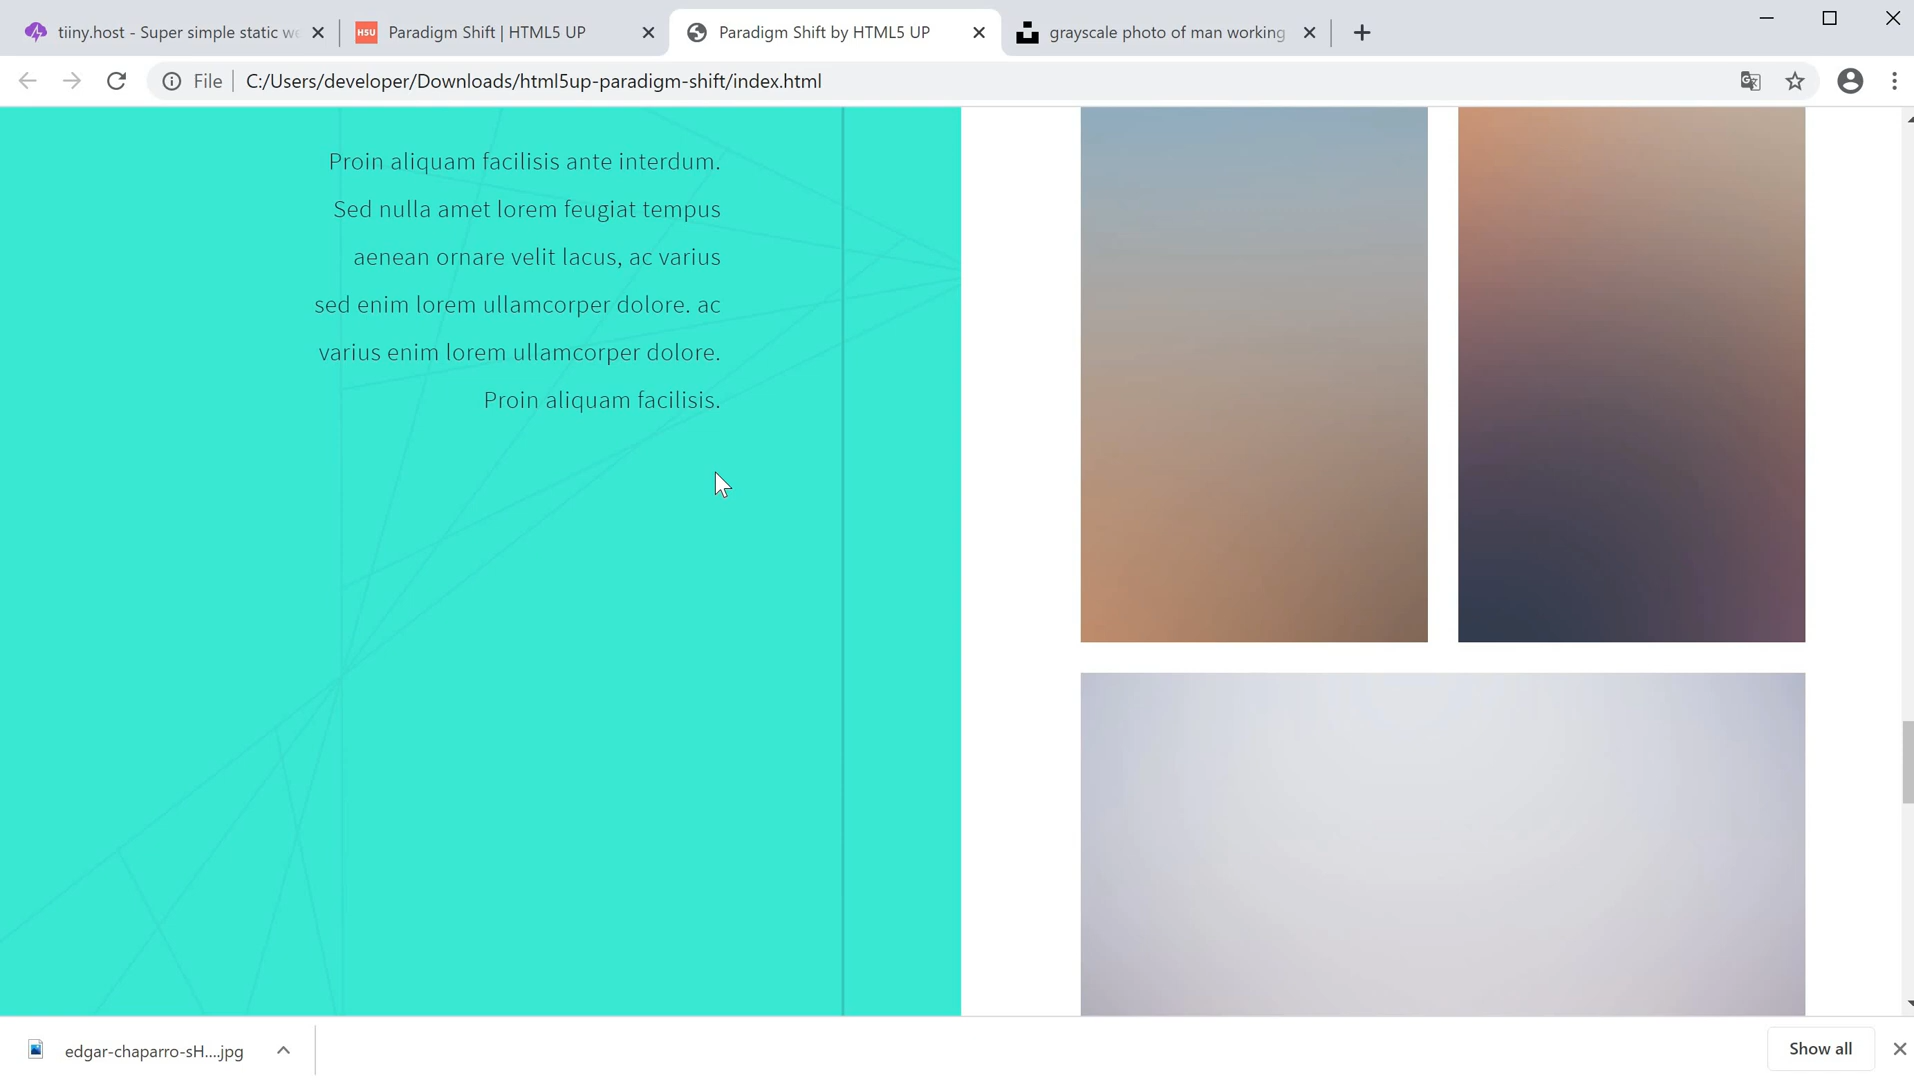 tiiny.host - Super simple static we
H5U Paradigm Shift | HTML5 UP
Paradigm Shift by HTML5 UP
grayscale photo of man working
File C:/Users/developer/Downloads/html5up-paradigm-shift/index.html
Proin aliquam facilisis ante interdum.
Sed nulla amet lorem feugiat tempus
aenean ornare velit lacus, ac varius
sed enim lorem ullamcorper dolore. ac
varius enim lorem ullamcorper dolore.
Proin aliquam facilisis.
edgar-chaparro-sH....jpg
Show all